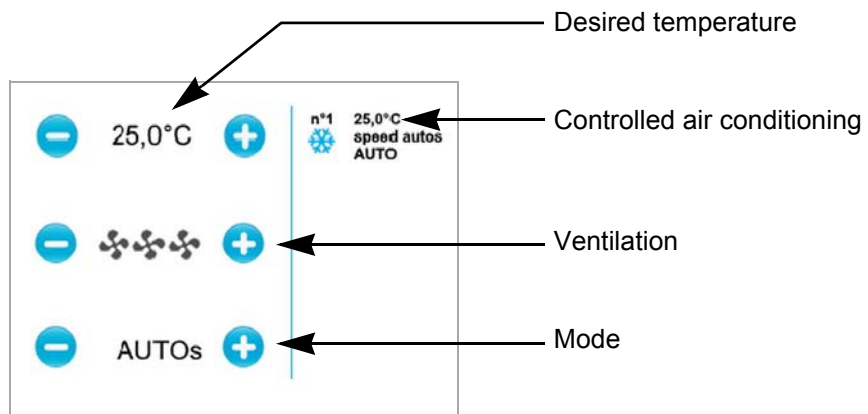 Desired temperature
25,0°C
n°1 25,0°C
speed autos
AUTO
Controlled air conditioning
Ventilation
AUTOs
Mode